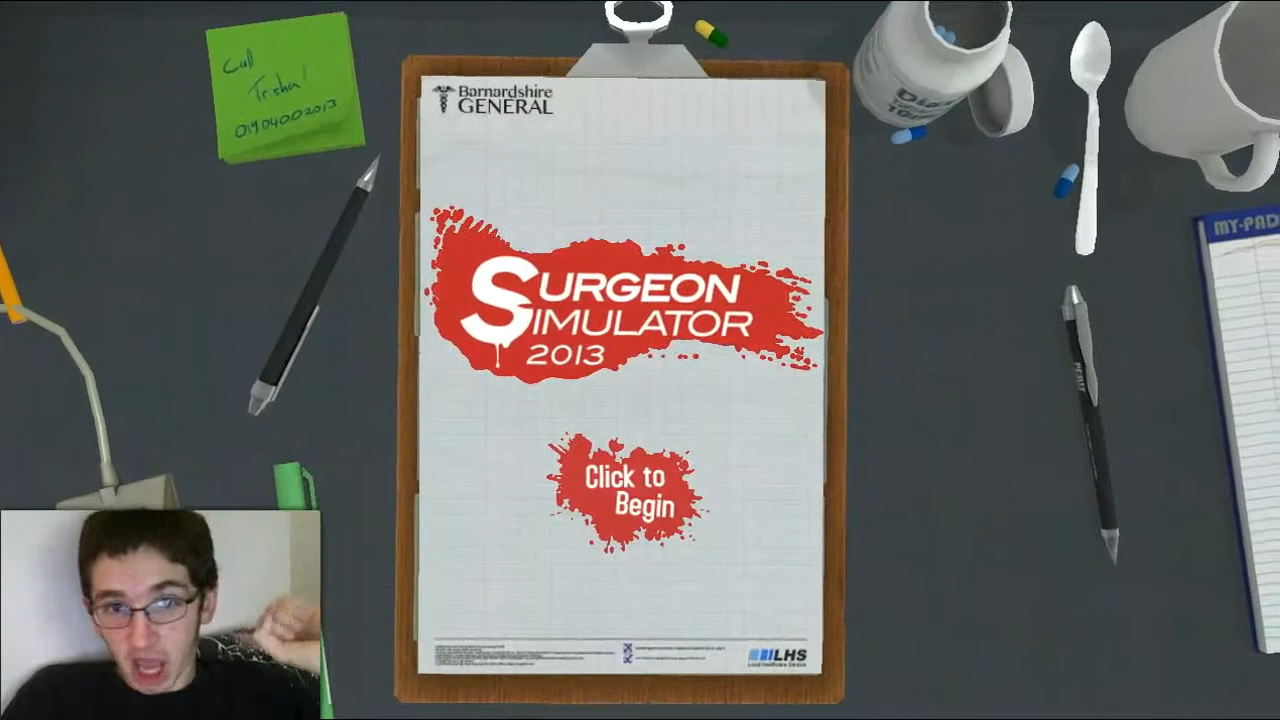 Call
Trisha!
01904002013
Barnardshire
GENERAL
SURGEON
SIMULATOR
2013
Click to
Begin
LHS
MY-PAD